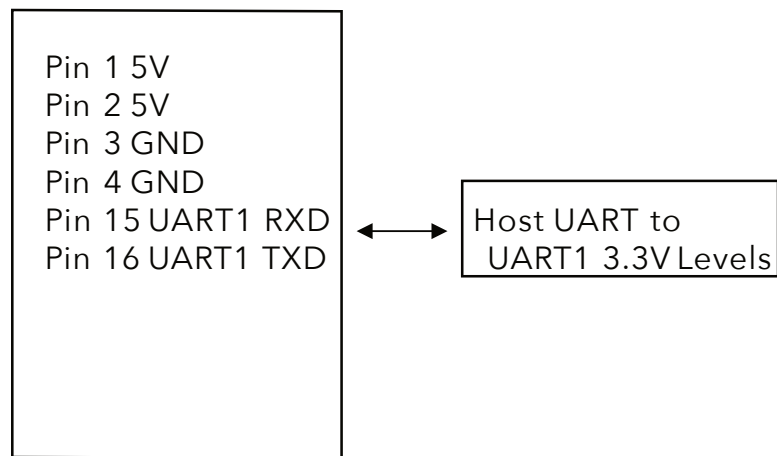 Pin 1 5V
Pin 2 5V
Pin 3 GND
Pin 4 GND
Pin 15 UART1 RXD
Pin 16 UART1 TXD
Host UART to
UART1 3.3V Levels